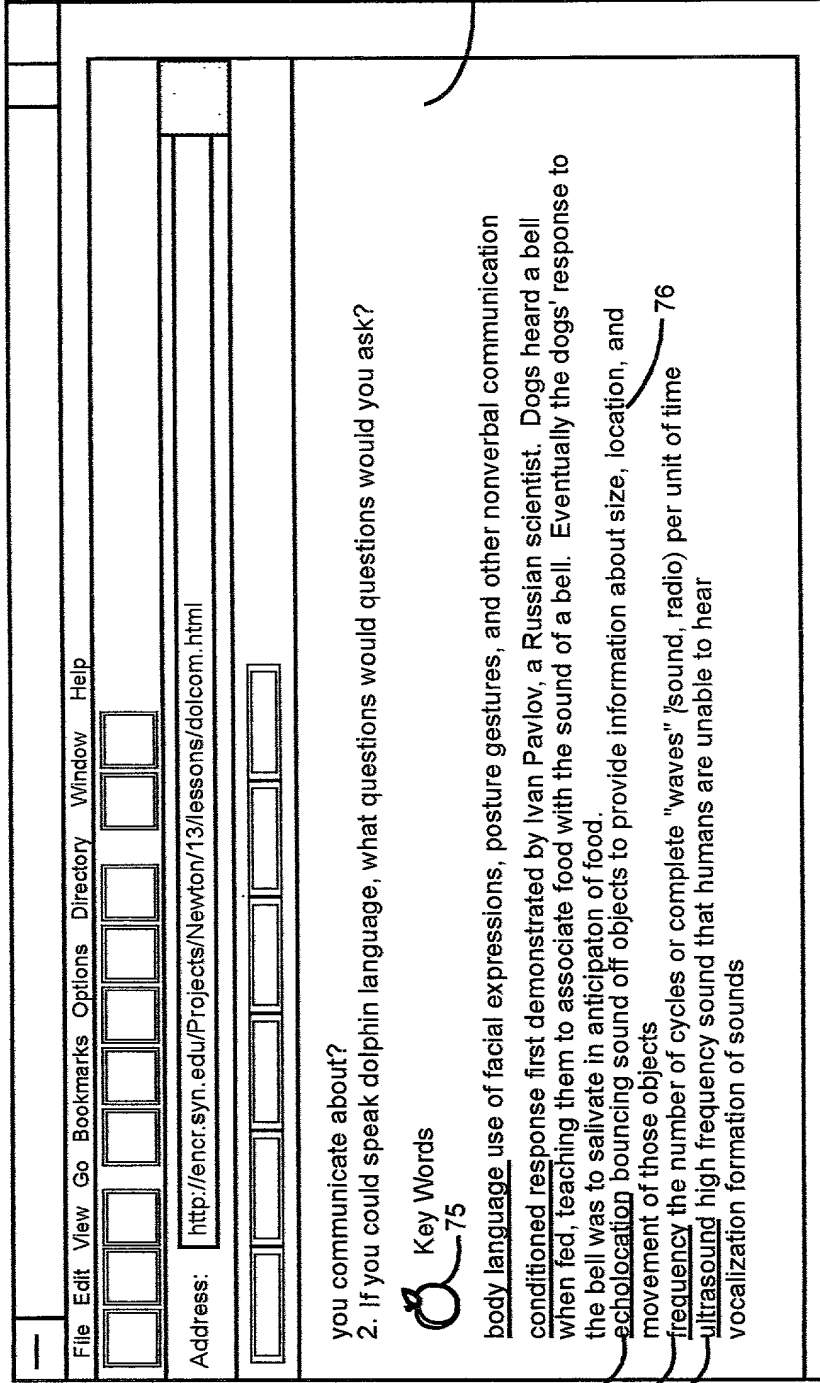 File Edit View Go Bookmarks Options Directory Window Help
Address: http://encr.syn.edu/Projects/Newton/13/lessons/dolcom.html
you communicate about?
2. If you could speak dolphin language, what questions would questions would you ask?
Key Words
75
body language use of facial expressions, posture gestures, and other nonverbal communication
conditioned response first demonstrated by Ivan Pavlov, a Russian scientist. Dogs heard a bell
when fed, teaching them to associate food with the sound of a bell. Eventually the dogs' response to
the bell was to salivate in anticipaton of food.
echolocation bouncing sound off objects to provide information about size, location, and
76
movement of those objects
frequency the number of cycles or complete "waves" "/sound, radio) per unit of time
ultrasound high frequency sound that humans are unable to hear
vocalization formation of sounds